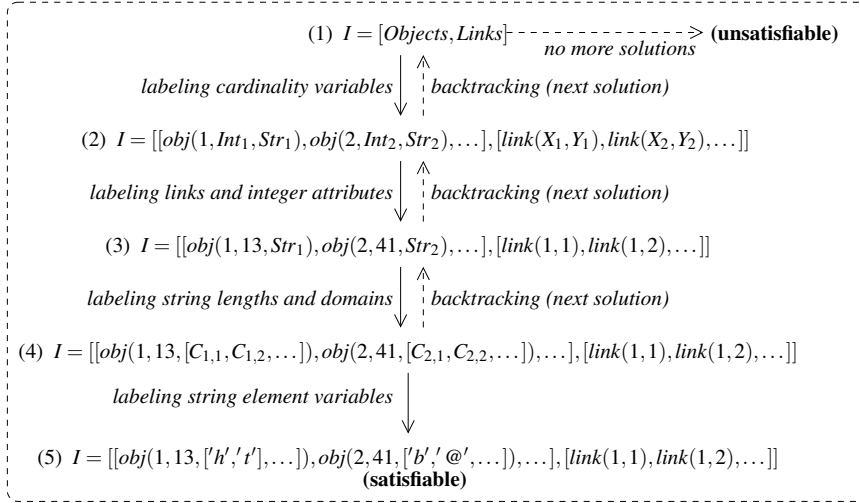 (1) I = [Objects, Links] no more solutions (unsatisfiable)
labeling cardinality variables backtracking (next solution)
(2) I = [[obj(1, Int₁, Str₁), obj(2, Int₂, Str₂), ...], [link(X₁, Y₁), link(X₂, Y₂), ...]]
labeling links and integer attributes backtracking (next solution)
(3) I = [[obj(1, 13, Str₁), obj(2, 41, Str₂), ...], [link(1, 1), link(1, 2), ...]]
labeling string lengths and domains backtracking (next solution)
(4) I = [[obj(1, 13, [C₁,₁, C₁,₂, ...]), obj(2, 41, [C₂,₁, C₂,₂, ...]), ...], [link(1, 1), link(1, 2), ...]]
labeling string element variables
(5) I = [[obj(1, 13, ['h', 't'], ...]), obj(2, 41, ['b', '@', ...]), ...], [link(1, 1), link(1, 2), ...]]
(satisfiable)